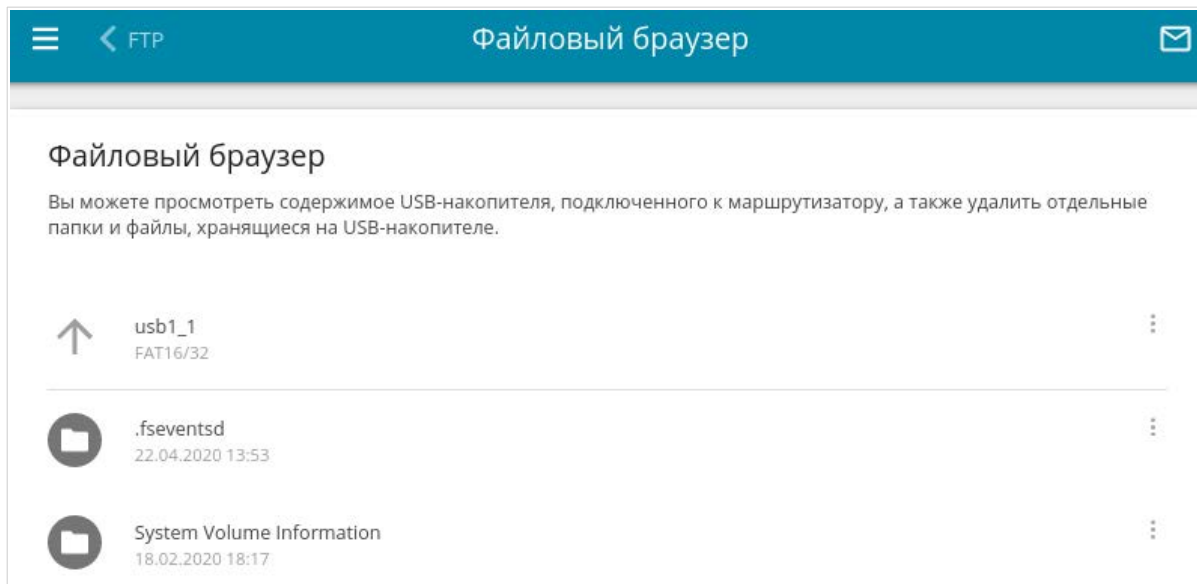 FTP
Файловый браузер
Файловый браузер
Вы можете просмотреть содержимое USB-накопителя, подключенного к маршрутизатору, а также удалить отдельные
папки и файлы, хранящиеся на USB-накопителе.
usb1_1
FAT16/32
.fseventsd
22.04.2020 13:53
System Volume Information
18.02.2020 18:17